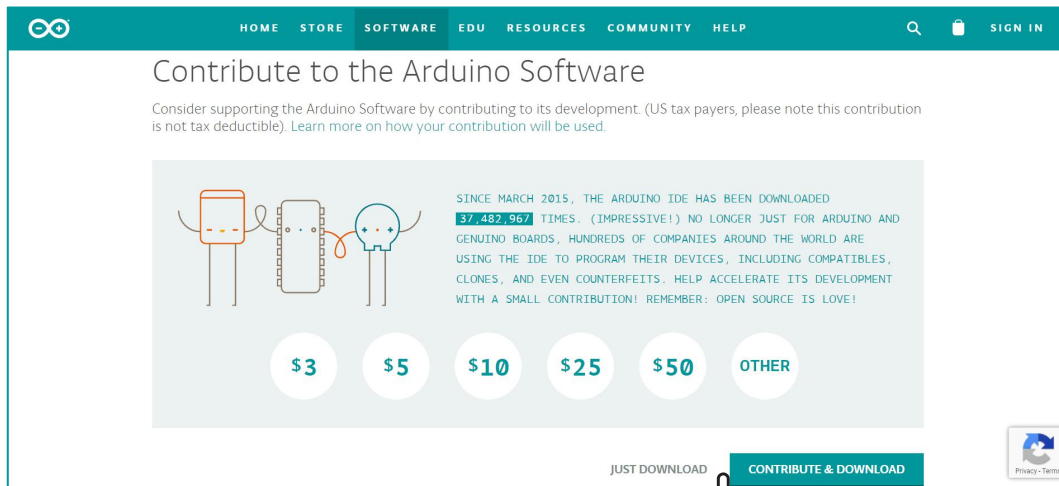 HOME STORE SOFTWARE EDU RESOURCES COMMUNITY HELP SIGN IN
Contribute to the Arduino Software
Consider supporting the Arduino Software by contributing to its development. (US tax payers, please note this contribution
is not tax deductible). Learn more on how your contribution will be used.
SINCE MARCH 2015, THE ARDUINO IDE HAS BEEN DOWNLOADED
37,482,967 TIMES. (IMPRESSIVE!) NO LONGER JUST FOR ARDUINO AND
GENUINO BOARDS, HUNDREDS OF COMPANIES AROUND THE WORLD ARE
USING THE IDE TO PROGRAM THEIR DEVICES, INCLUDING COMPATIBLES,
CLONES, AND EVEN COUNTERFEITS. HELP ACCELERATE ITS DEVELOPMENT
WITH A SMALL CONTRIBUTION! REMEMBER: OPEN SOURCE IS LOVE!
$3 $5 $10 $25 $50 OTHER
JUST DOWNLOAD CONTRIBUTE & DOWNLOAD
Privacy - Terms